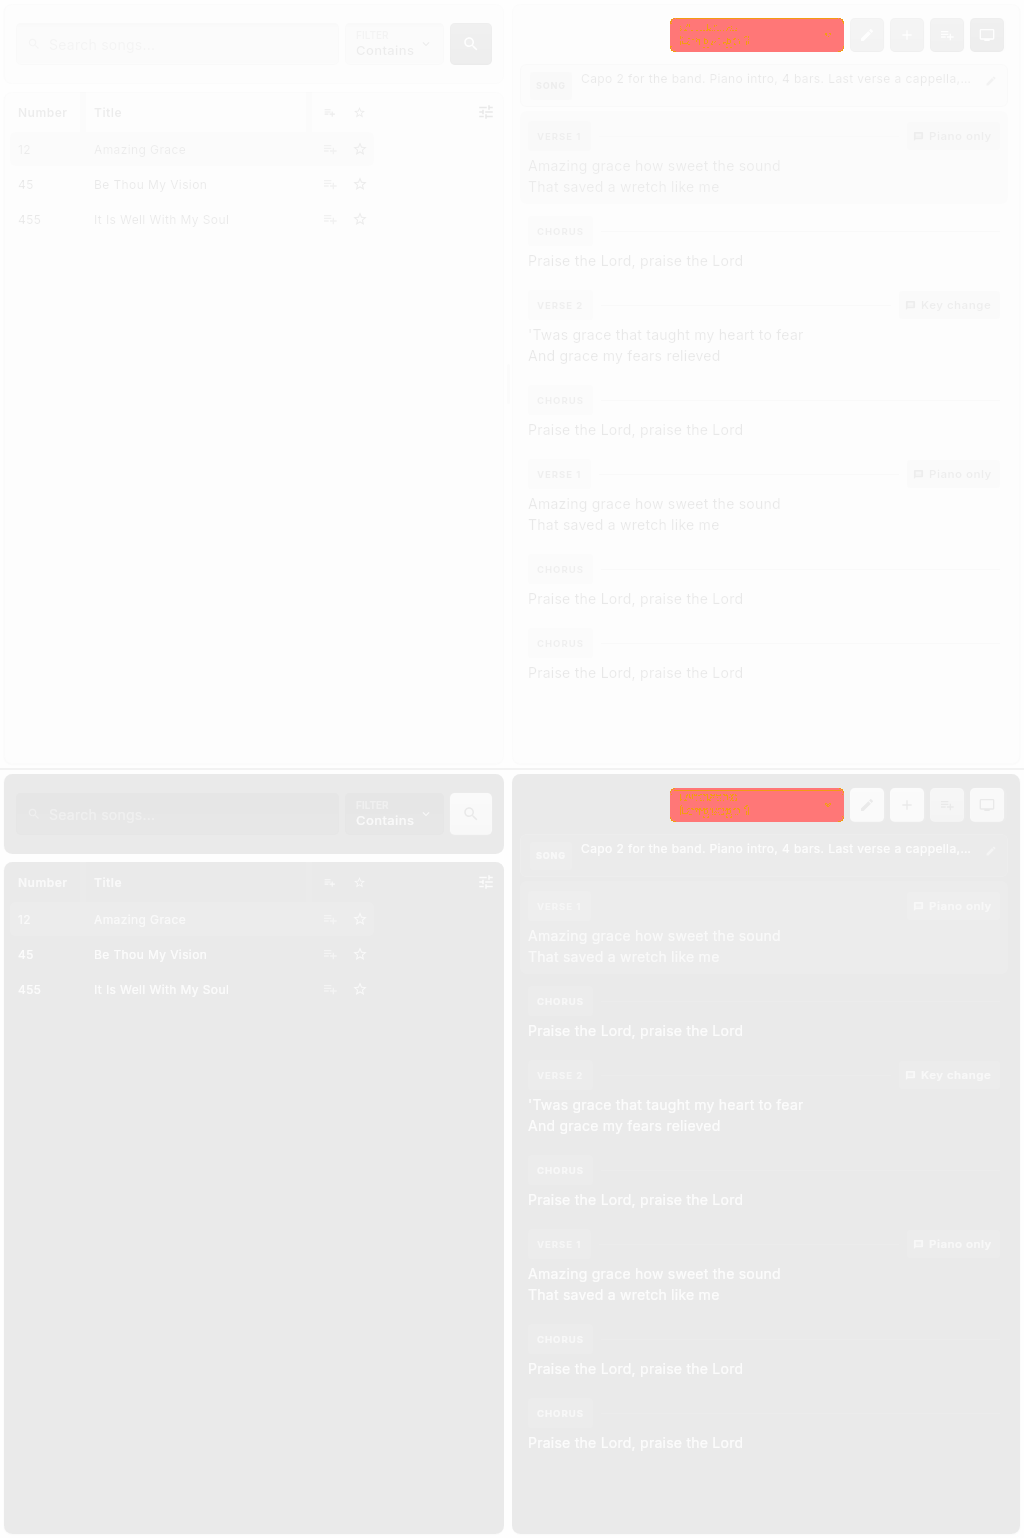 Search songs...
FILTER
Contains
Number Title
12 Amazing Grace
45 Be Thou My Vision
455 It Is Well With My Soul
SONG Capo 2 for the band. Piano intro, 4 bars. Last verse a cappella,...
VERSE 1 Piano only
Amazing grace how sweet the sound
That saved a wretch like me
CHORUS
Praise the Lord, praise the Lord
VERSE 2 Key change
'Twas grace that taught my heart to fear
And grace my fears relieved
CHORUS
Praise the Lord, praise the Lord
VERSE 1 Piano only
Amazing grace how sweet the sound
That saved a wretch like me
CHORUS
Praise the Lord, praise the Lord
CHORUS
Praise the Lord, praise the Lord
Search songs...
FILTER
Contains
Number Title
12 Amazing Grace
45 Be Thou My Vision
455 It Is Well With My Soul
SONG Capo 2 for the band. Piano intro, 4 bars. Last verse a cappella,...
VERSE 1 Piano only
Amazing grace how sweet the sound
That saved a wretch like me
CHORUS
Praise the Lord, praise the Lord
VERSE 2 Key change
'Twas grace that taught my heart to fear
And grace my fears relieved
CHORUS
Praise the Lord, praise the Lord
VERSE 1 Piano only
Amazing grace how sweet the sound
That saved a wretch like me
CHORUS
Praise the Lord, praise the Lord
CHORUS
Praise the Lord, praise the Lord